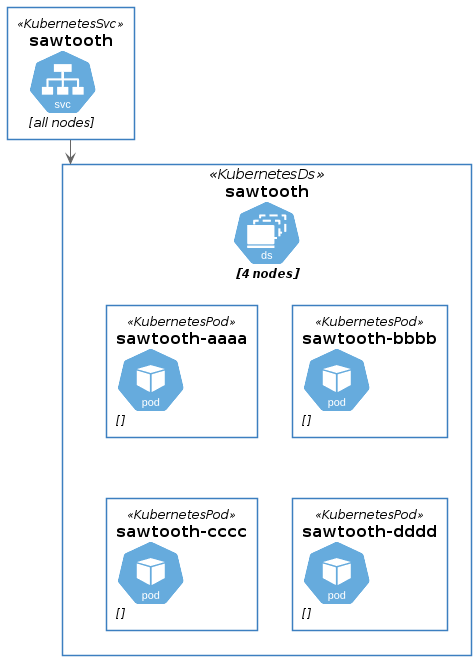 «KubernetesSvc»
sawtooth
svc
[all nodes]
«KubernetesDs»
sawtooth
ds
[4 nodes]
«KubernetesPod»
sawtooth-aaaa
pod
[]
«KubernetesPod»
sawtooth-bbbb
pod
[]
«KubernetesPod»
sawtooth-cccc
pod
[]
«KubernetesPod»
sawtooth-dddd
pod
[]